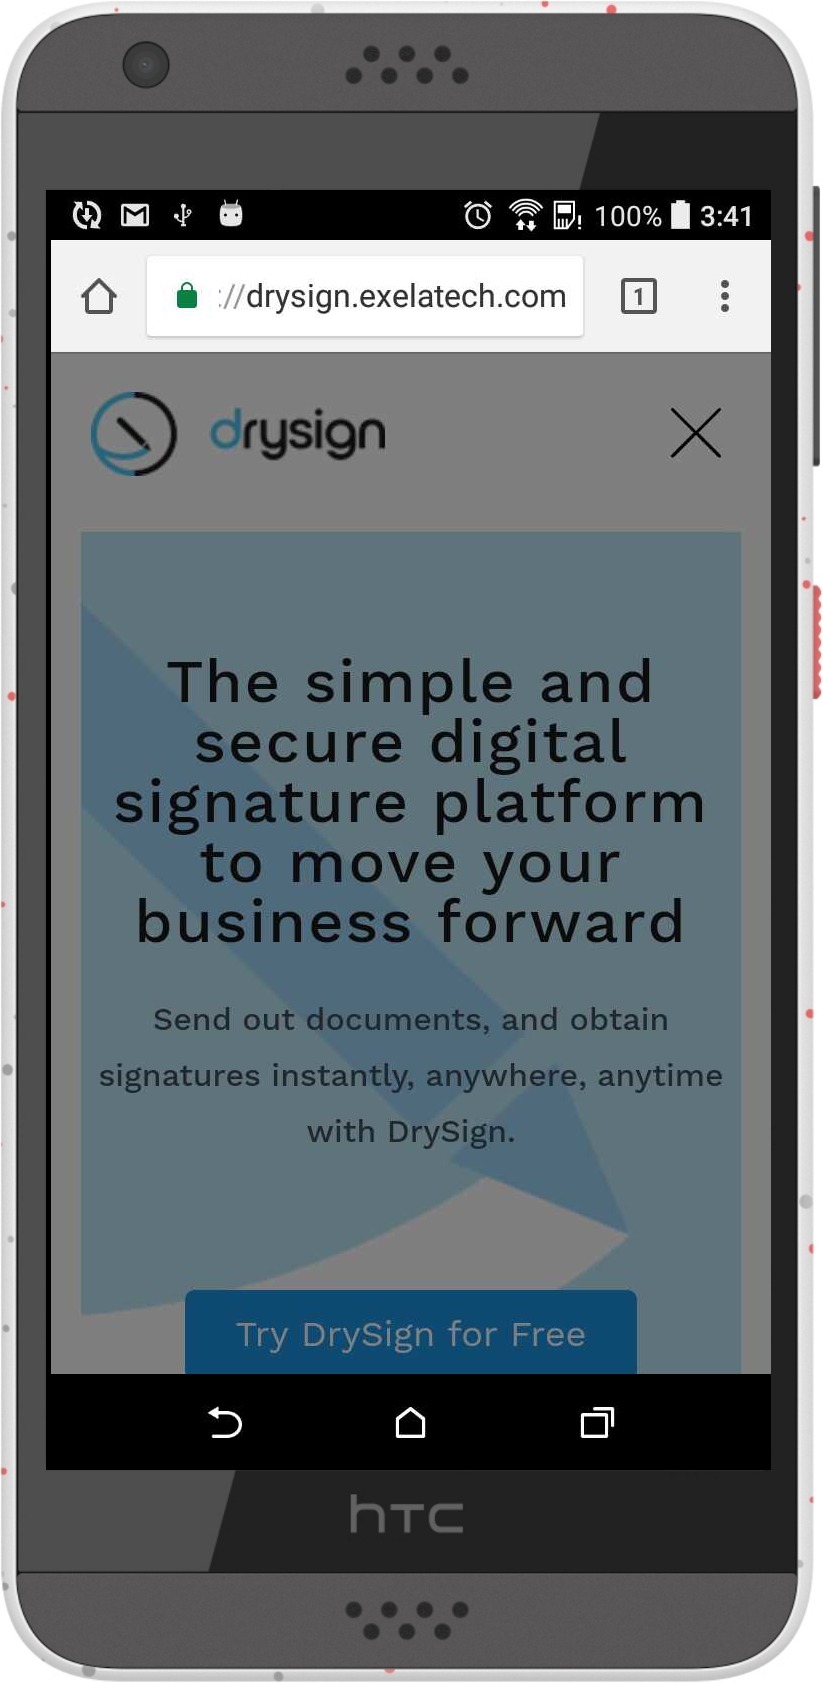 100% 3:41
://drysign.exelatech.com 1
drysign
The simple and
secure digital
signature platform
to move your
business forward
Send out documents, and obtain
signatures instantly, anywhere, anytime
with DrySign.
Try DrySign for Free
hTC